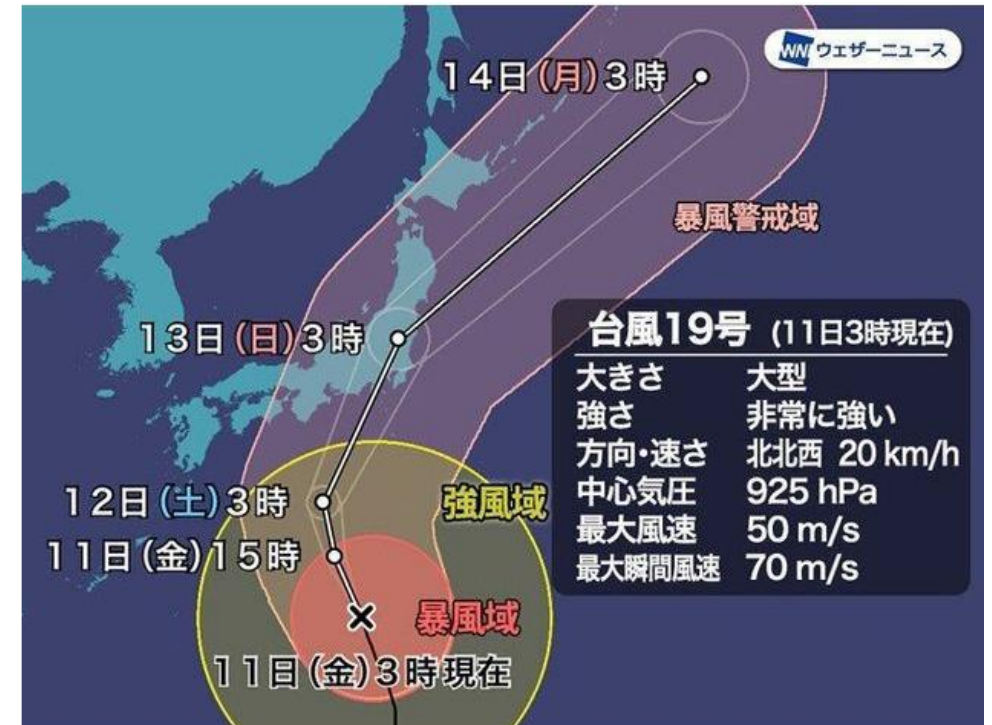 WNI ウェザーニュース
14日(月)3時
暴風警戒域
13日(日)3時
台風19号 (11日3時現在)
大きさ 大型
強さ 非常に強い
方向・速さ 北北西 20 km/h
中心気圧 925 hPa
最大風速 50 m/s
最大瞬間風速 70 m/s
12日(土)3時
強風域
11日(金)15時
暴風域
11日(金)3時現在